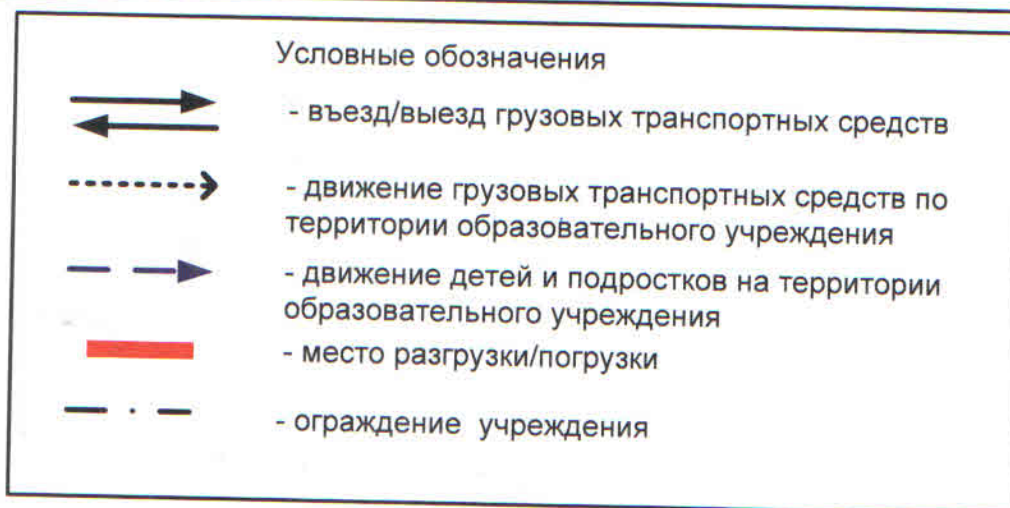 Условные обозначения
- въезд/выезд грузовых транспортных средств
- движение грузовых транспортных средств по
территории образовательного учреждения
- движение детей и подростков на территории
образовательного учреждения
- место разгрузки/погрузки
- ограждение учреждения